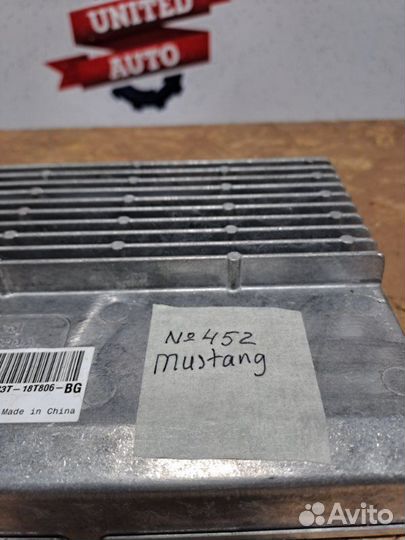 UNITED
AUTO
№452
mustang
3T-18T806-BG
Made in China
Avito